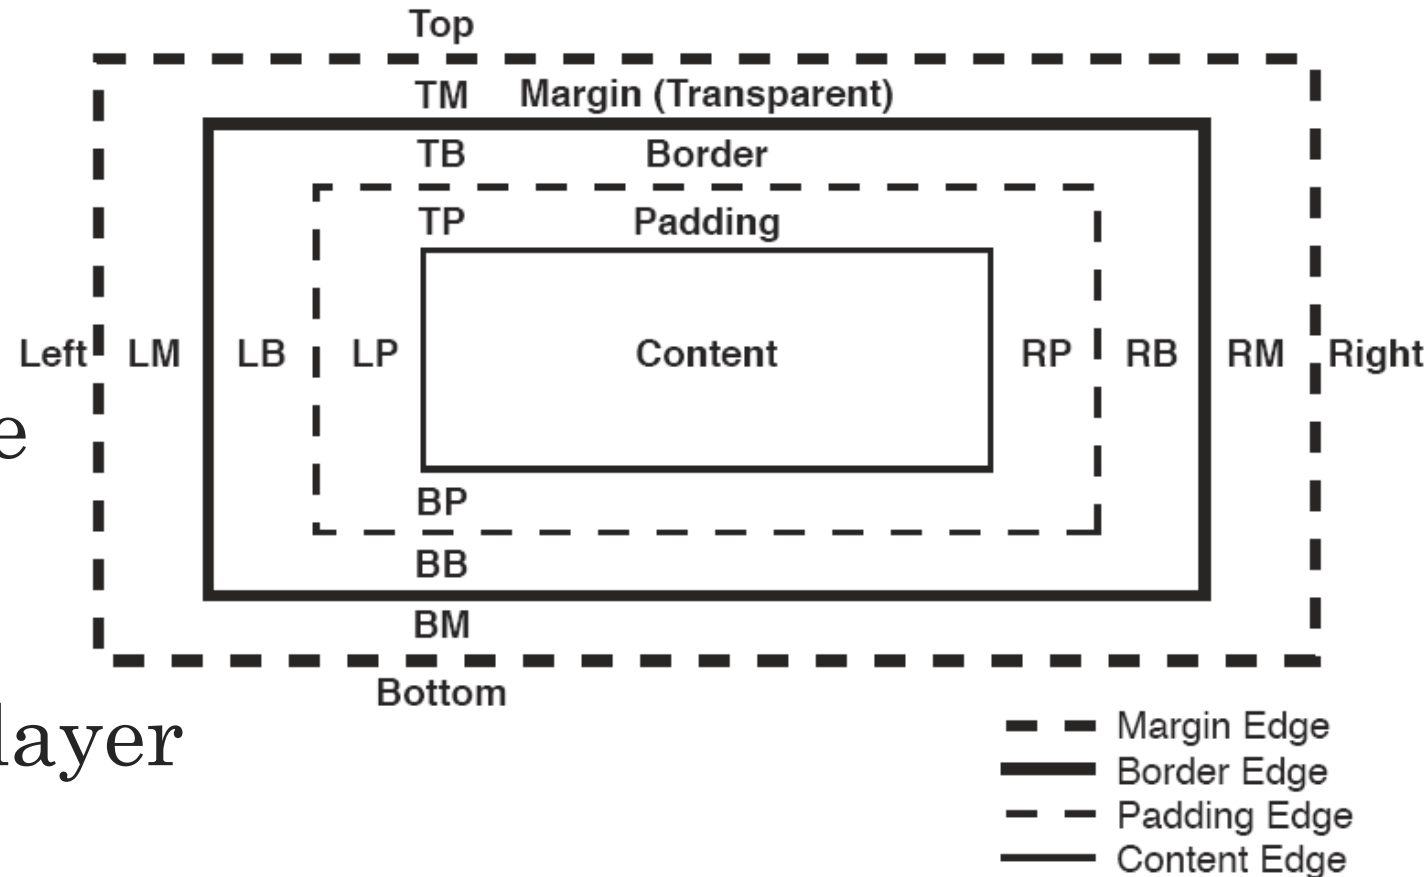 Top
TM Margin (Transparent)
TB Border
TP Padding
Left LM LB LP Content RP RB RM Right
e
BP
BB
BM
Bottom
layer
Margin Edge
Border Edge
Padding Edge
Content Edge